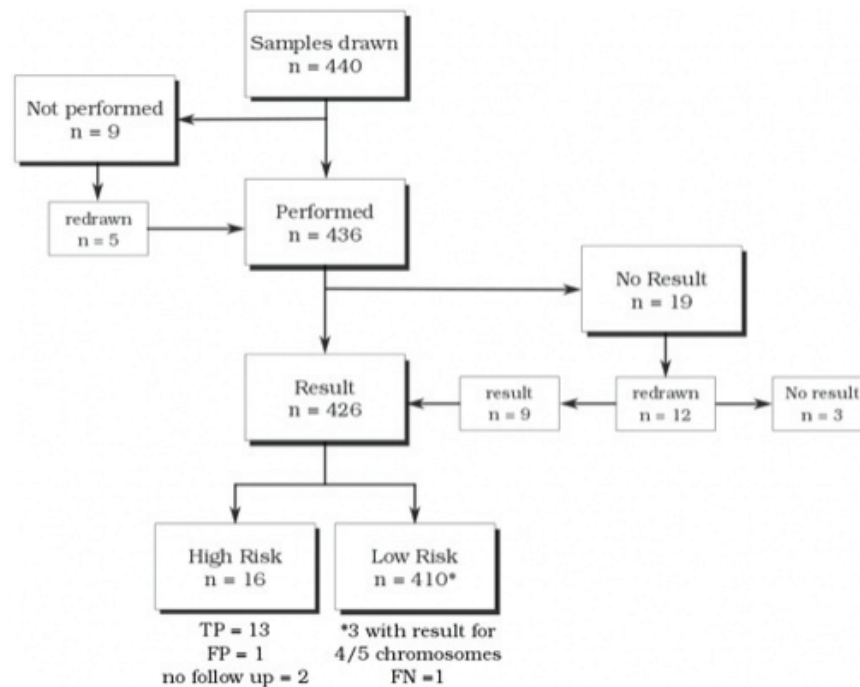 Samples drawn
n = 440
Not performed
n = 9
redrawn
n = 5
Performed
n = 436
No Result
n = 19
Result
n = 426
result
n = 9
redrawn
n = 12
No result
n = 3
High Risk
n = 16
Low Risk
n = 410*
TP = 13
FP = 1
no follow up = 2
*3 with result for
4/5 chromosomes
FN =1